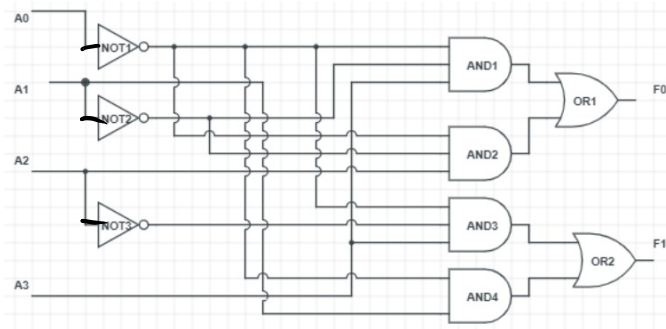 A0
NOT1
A1
AND1
F0
OR1
NOT2
AND2
A2
NOT3
AND3
F1
OR2
A3
AND4